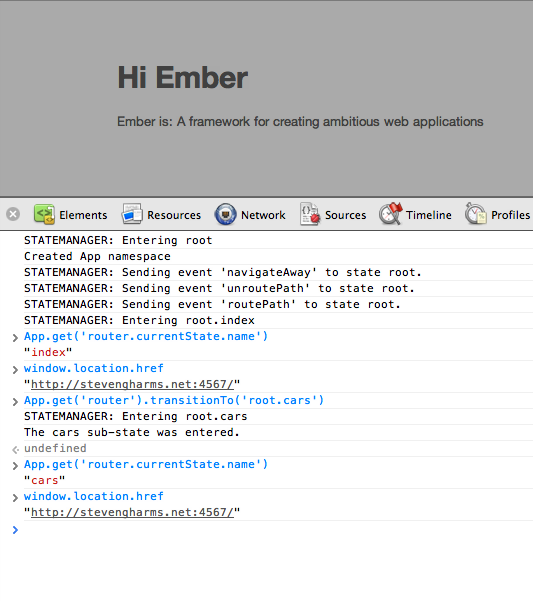 Hi Ember
Ember is: A framework for creating ambitious web applications
Elements Resources Network Sources Timeline Profiles
STATEMANAGER: Entering root
Created App namespace
STATEMANAGER: Sending event 'navigateAway' to state root.
STATEMANAGER: Sending event 'unroutePath' to state root.
STATEMANAGER: Sending event 'routePath' to state root.
STATEMANAGER: Entering root.index
App.get('router.currentState.name')
"index"
window.location.href
"http://stevengharms.net:4567/"
App.get('router').transitionTo('root.cars')
STATEMANAGER: Entering root.cars
The cars sub-state was entered.
undefined
App.get('router.currentState.name')
"cars"
window.location.href
"http://stevengharms.net:4567/"